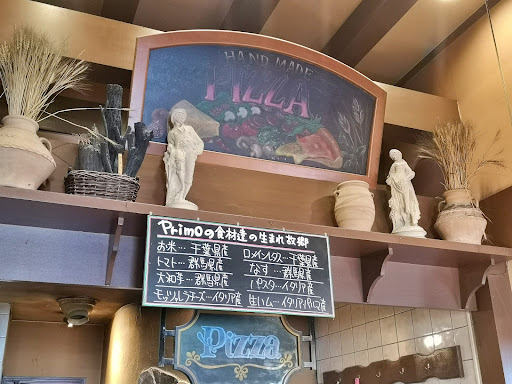 HAND MADE
PIZZA
Primoの食材達の生まれ故郷
お米…千葉県産
トマト…群馬県産
大和芋…群馬県産
モッツァレラチーズ…イタリア産
ロメインレタス…千葉県産
なす…群馬県産
パスタ…イタリア産
生ハム…イタリアパルマ産
Pizza